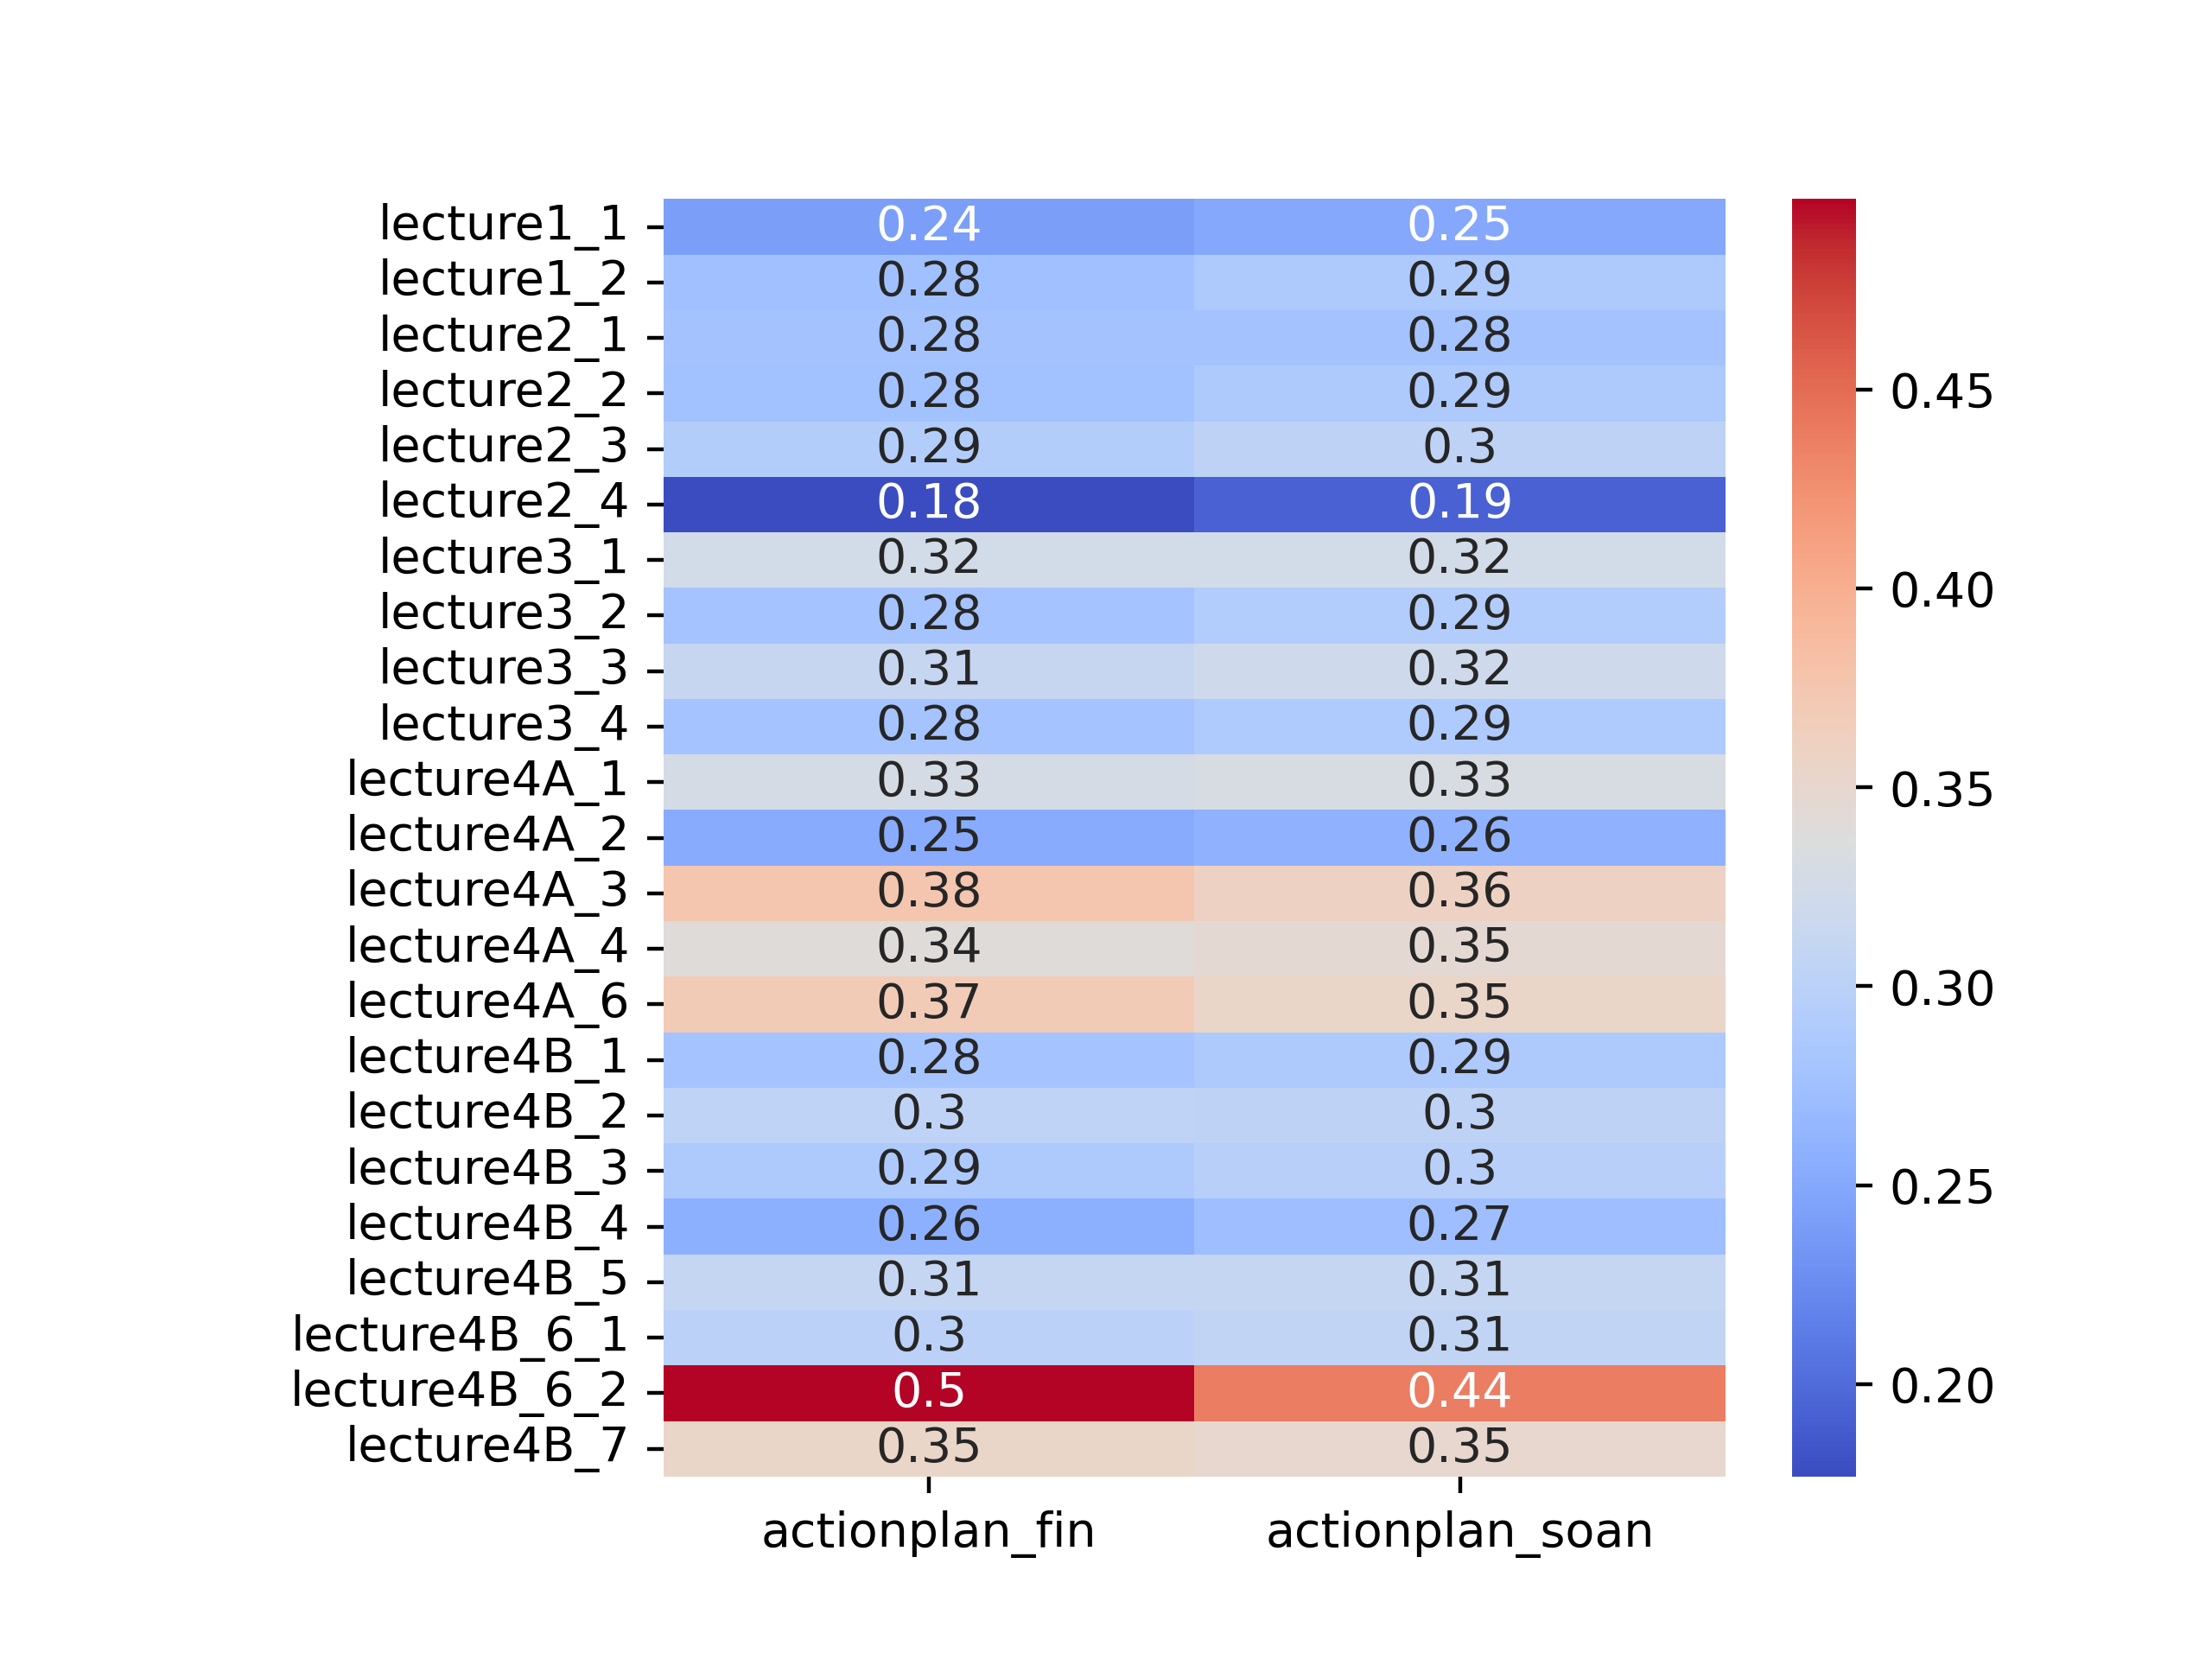 lecture1_1 0.24 0.25
lecture1_2 0.28 0.29
lecture2_1 0.28 0.28
lecture2_2 0.28 0.29 0.45
lecture2_3 0.29 0.3
lecture2_4 0.18 0.19
lecture3_1 0.32 0.32
lecture3_2 0.28 0.29 0.40
lecture3_3 0.31 0.32
lecture3_4 0.28 0.29
lecture4A_1 0.33 0.33 0.35
lecture4A_2 0.25 0.26
lecture4A_3 0.38 0.36
lecture4A_4 0.34 0.35
lecture4A_6 0.37 0.35 0.30
lecture4B_1 0.28 0.29
lecture4B_2 0.3 0.3
lecture4B_3 0.29 0.3 0.25
lecture4B_4 0.26 0.27
lecture4B_5 0.31 0.31
lecture4B_6_1 0.3 0.31
lecture4B_6_2 0.5 0.44 0.20
lecture4B_7 0.35 0.35
actionplan_fin actionplan_soan